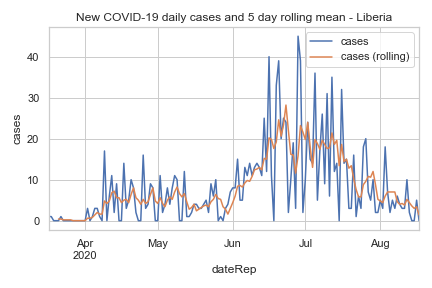 New COVID-19 daily cases and 5 day rolling mean - Liberia
cases
cases (rolling)
cases
40
30
20
10
0
Apr
2020
May
Jun
Jul
Aug
dateRep